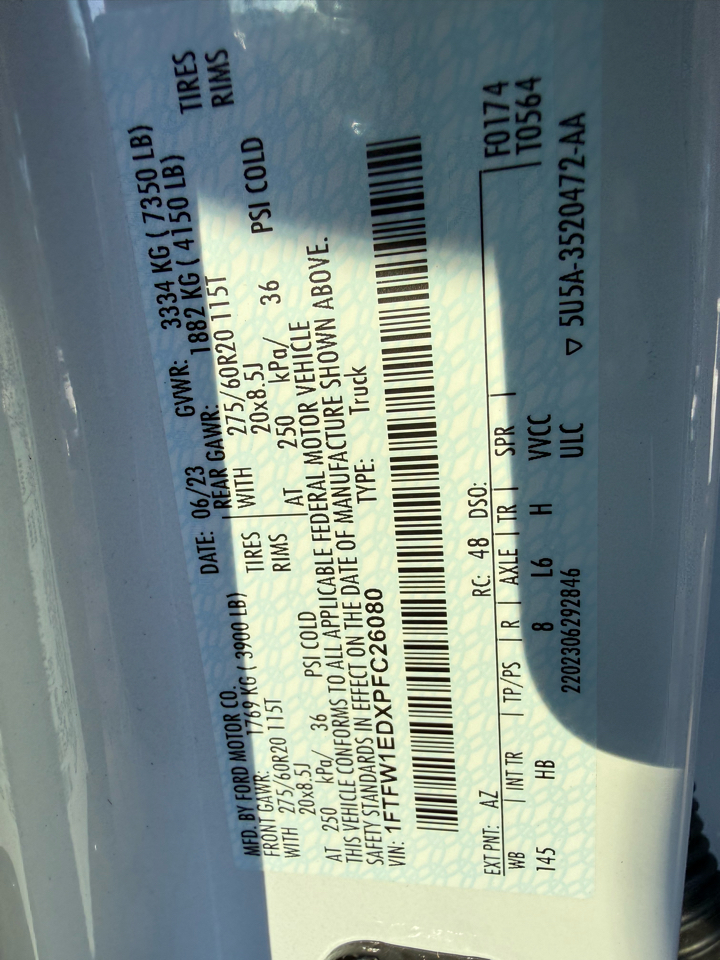 MFD. BY FORD MOTOR CO.
DATE: 06/23 GVWR: 3334 KG ( 7350 LB)
FRONT GAWR: 1769 KG ( 3900 LB) REAR GAWR: 1882 KG ( 4150 LB)
WITH 275/60R20 115T TIRES WITH 275/60R20 115T TIRES
20x8.5J RIMS 20x8.5J RIMS
AT 250 kPa/ 36 PSI COLD AT 250 kPa/ 36 PSI COLD
THIS VEHICLE CONFORMS TO ALL APPLICABLE FEDERAL MOTOR VEHICLE
SAFETY STANDARDS IN EFFECT ON THE DATE OF MANUFACTURE SHOWN ABOVE.
VIN: 1FTFW1EDXPFC26080 TYPE: Truck
EXT PNT: AZ RC: 48 DSO: F0174
WB INT TR TP/PS R AXLE TR SPR T0564
145 HB 8 L6 H VVCC
2202306292846 ULC ▽ 5U5A-3520472-AA